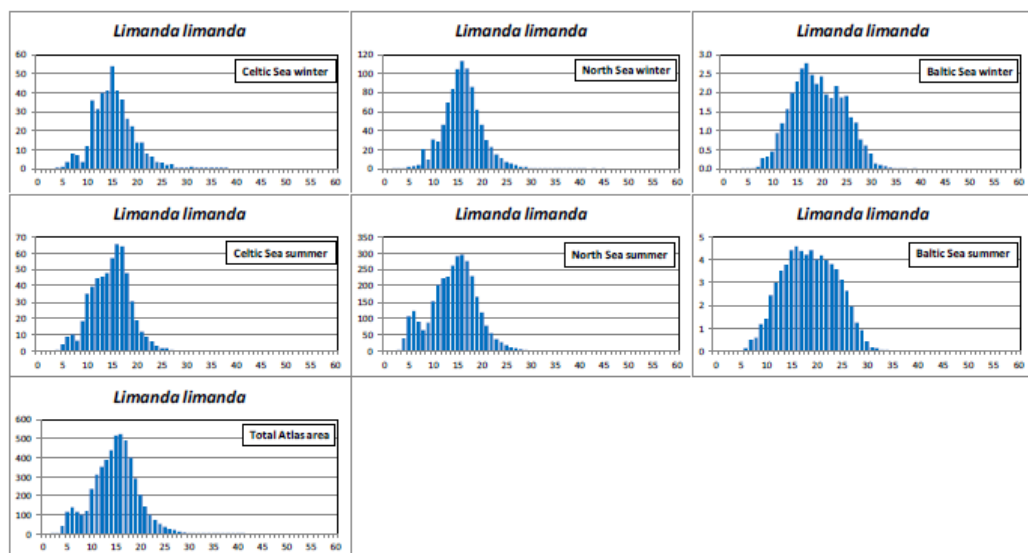 Limanda limanda
Celtic Sea winter
60
50
40
30
20
10
0
0 5 10 15 20 25 30 35 40 45 50 55 60
Limanda limanda
North Sea winter
120
100
80
60
40
20
0
0 5 10 15 20 25 30 35 40 45 50 55 60
Limanda limanda
Baltic Sea winter
3.0
2.5
2.0
1.5
1.0
0.5
0.0
0 5 10 15 20 25 30 35 40 45 50 55 60
Limanda limanda
Celtic Sea summer
70
60
50
40
30
20
10
0
0 5 10 15 20 25 30 35 40 45 50 55 60
Limanda limanda
North Sea summer
350
300
250
200
150
100
50
0
0 5 10 15 20 25 30 35 40 45 50 55 60
Limanda limanda
Baltic Sea summer
5
4
3
2
1
0
0 5 10 15 20 25 30 35 40 45 50 55 60
Limanda limanda
Total Atlas area
600
500
400
300
200
100
0
0 5 10 15 20 25 30 35 40 45 50 55 60